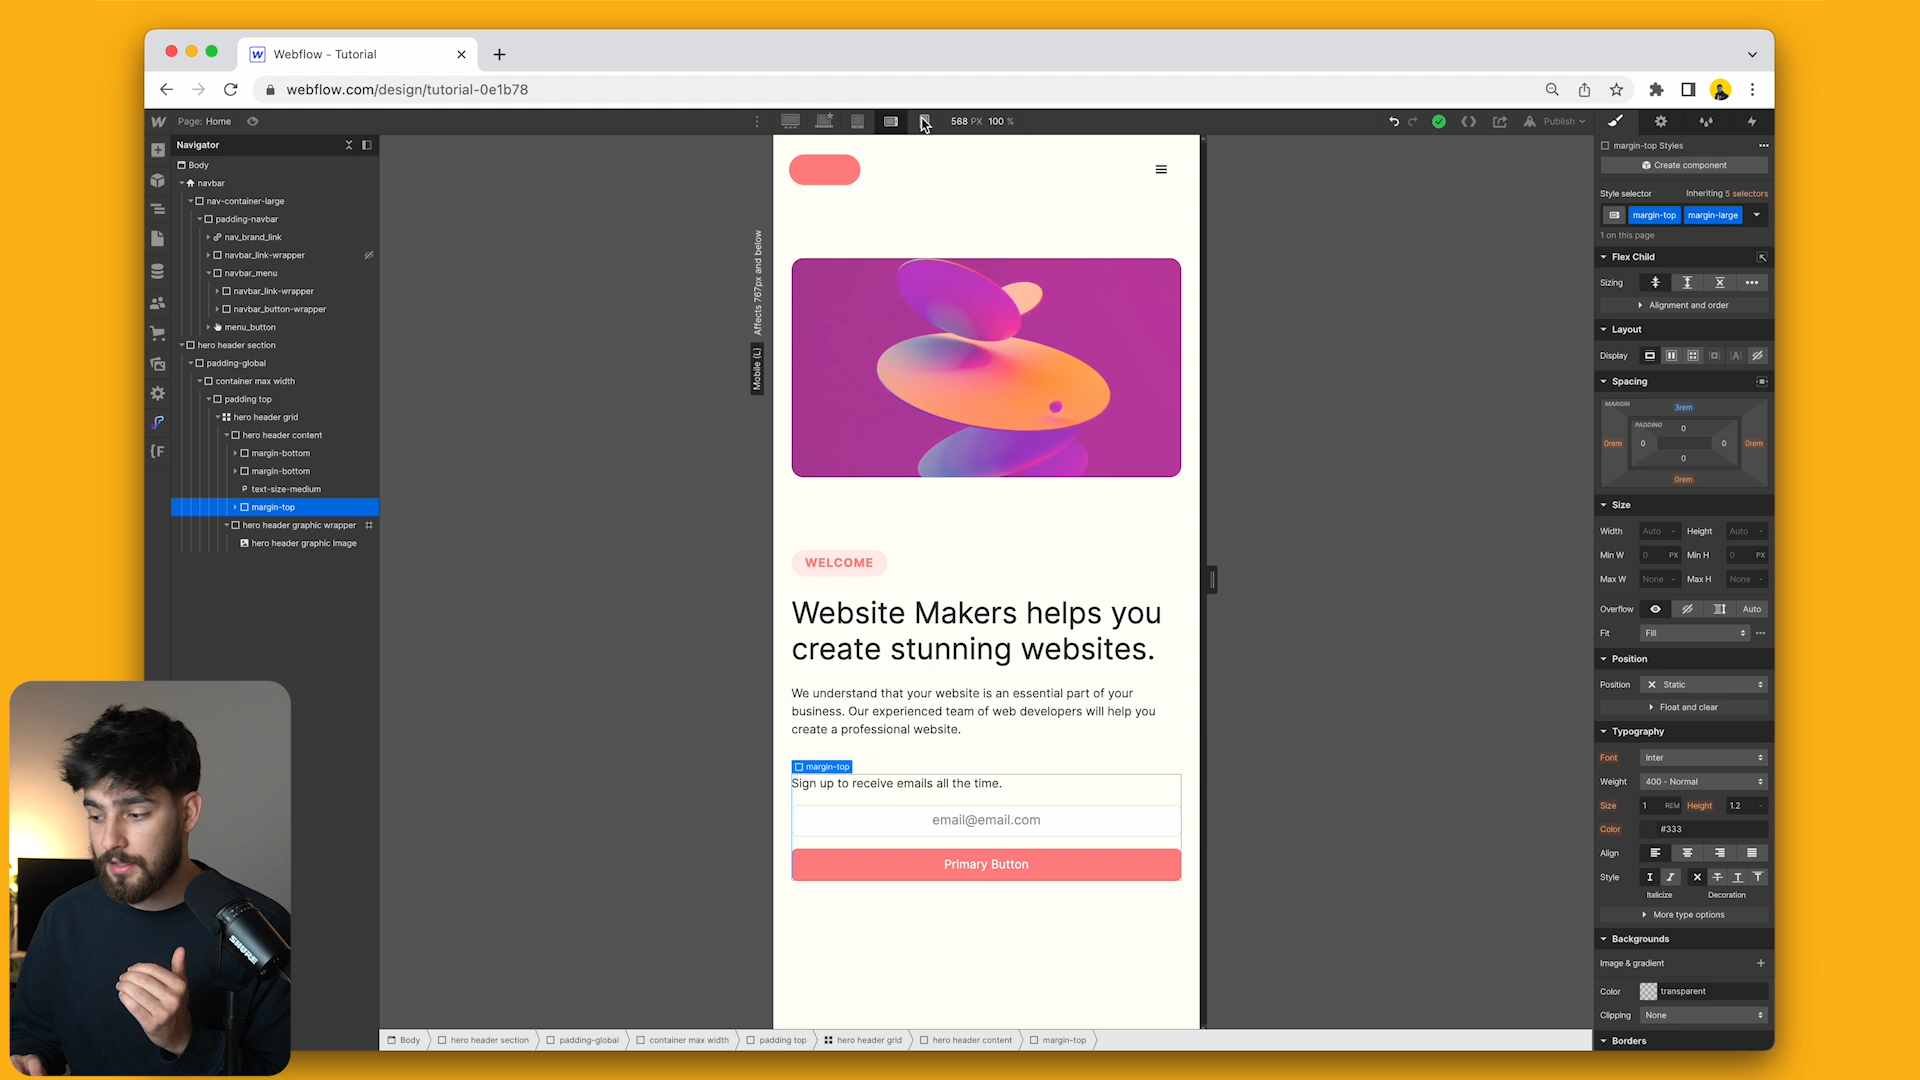 Webflow - Tutorial
webflow.com/design/tutorial-0e1b78
Page: Home
568 PX 100 %
Publish
Navigator
Body
navbar
nav-container-large
padding-navbar
nav_brand_link
navbar_link-wrapper
navbar_menu
navbar_link-wrapper
navbar_button-wrapper
menu_button
hero header section
padding-global
container max width
padding top
hero header grid
hero header content
margin-bottom
margin-bottom
text-size-medium
margin-top
hero header graphic wrapper
hero header graphic Image
Affects 767px and below
Mobile (L)
WELCOME
Website Makers helps you
create stunning websites.
We understand that your website is an essential part of your
business. Our experienced team of web developers will help you
create a professional website.
margin-top
Sign up to receive emails all the time.
email@email.com
Primary Button
margin-top Styles
Create component
Style selector Inheriting 5 selectors
margin-top margin-large
1 on this page
Flex Child
Sizing
Alignment and order
Layout
Display
Spacing
MARGIN
3rem
PADDING
0
0rem 0 0 0rem
0
0rem
Size
Width Auto - Height Auto -
Min W 0 PX Min H 0 PX
Max W None - Max H None -
Overflow Auto
Fit Fill
Position
Position Static
Float and clear
Typography
Font Inter
Weight 400 - Normal
Size 1 REM Height 1.2 -
Color #333
Align
Style
Italicize Decoration
More type options
Backgrounds
Image & gradient
Color transparent
Clipping None
Borders
Body hero header section padding-global container max width padding top hero header grid hero header content margin-top
SHURE